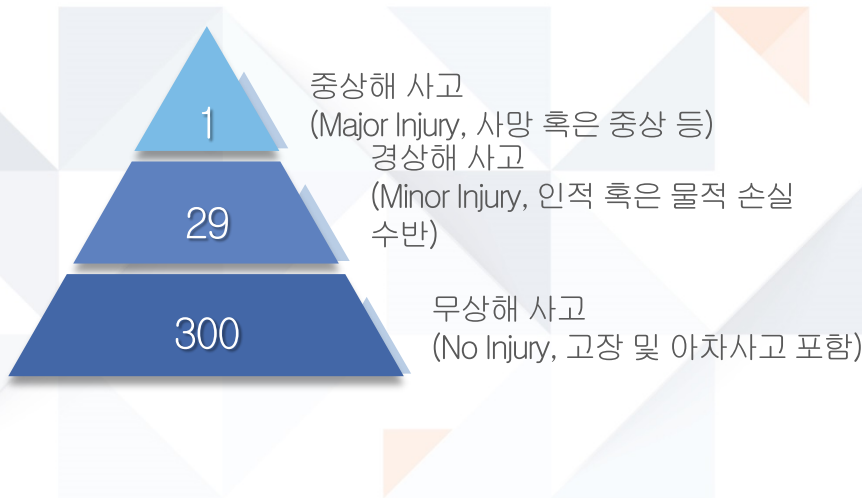 1
중상해 사고
(Major Injury, 사망 혹은 중상 등)
29
경상해 사고
(Minor Injury, 인적 혹은 물적 손실
수반)
300
무상해 사고
(No Injury, 고장 및 아차사고 포함)